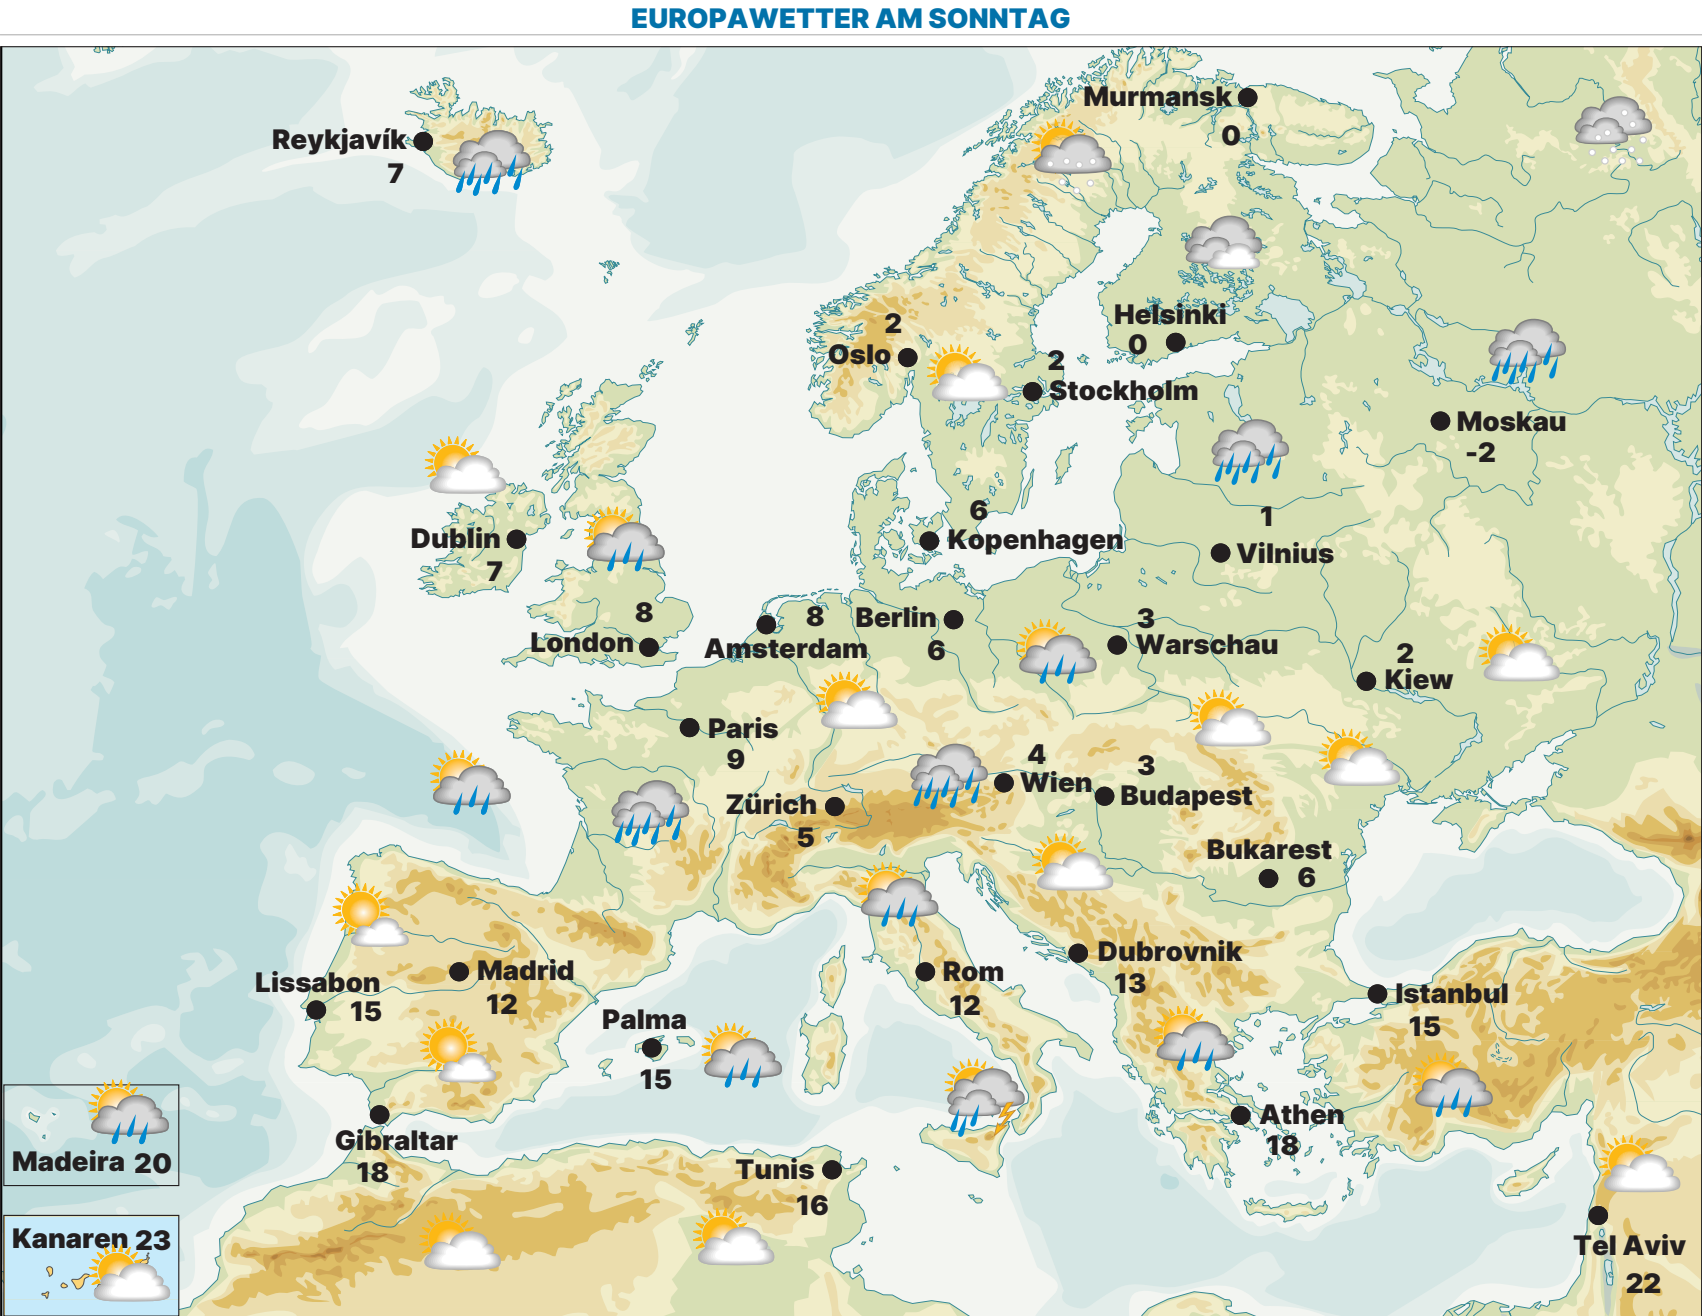 EUROPAWETTER AM SONNTAG
Murmansk
0
Reykjavík
7
Helsinki
0
2
Oslo
2
Stockholm
Moskau
-2
6
Kopenhagen
1
Vilnius
Dublin
7
8
London
8
Amsterdam
Berlin
6
3
Warschau
2
Kiew
Paris
9
4
Wien
3
Budapest
Zürich
5
Bukarest
6
Dubrovnik
13
Rom
12
Madrid
12
Lissabon
15
Istanbul
15
Palma
15
Athen
18
Gibraltar
18
Madeira 20
Tunis
16
Kanaren 23
Tel Aviv
22